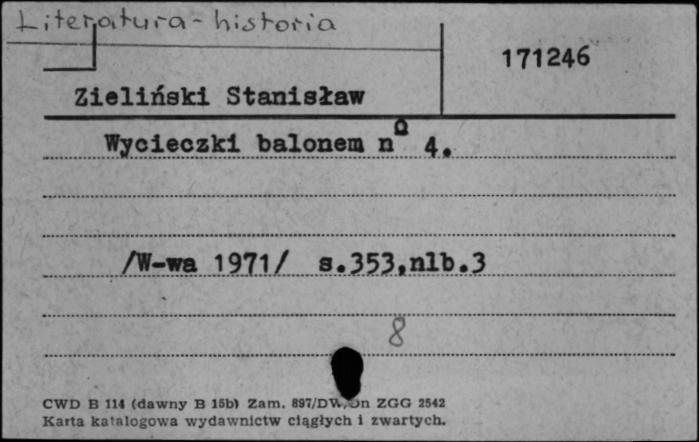 Literatura - historia
171246
Zieliński Stanisław
Wycieczki balonem nº 4.
/W-wa 1971/ s.353,nlb.3
8
CWD B 114 (dawny B 15b) Zam. 897/DW, ZGG 2542
Karta katalogowa wydawnictw ciągłych i zwartych.